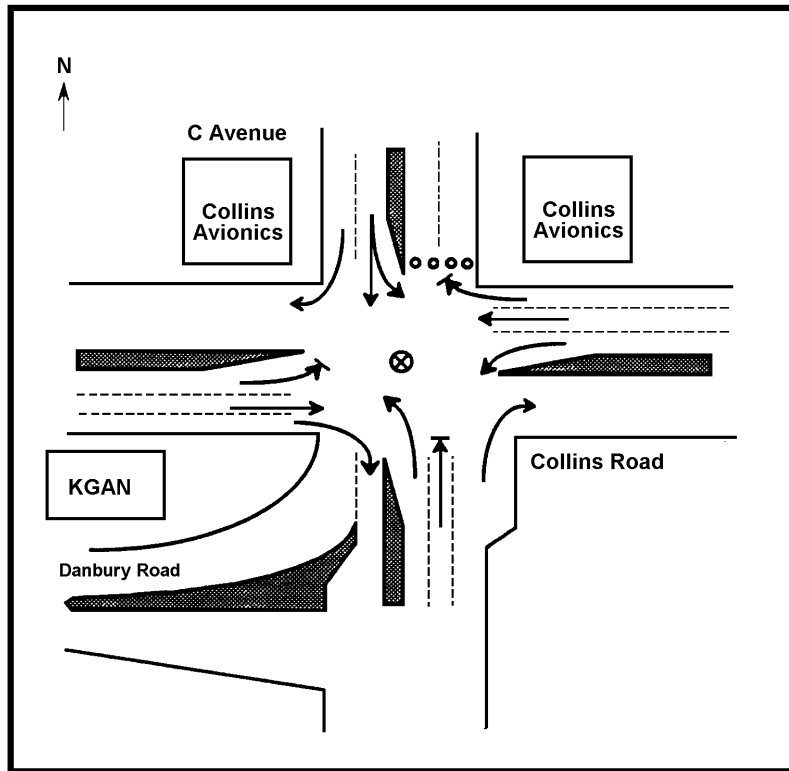 N
C Avenue
Collins
Avionics
Collins
Avionics
KGAN
Collins Road
Danbury Road